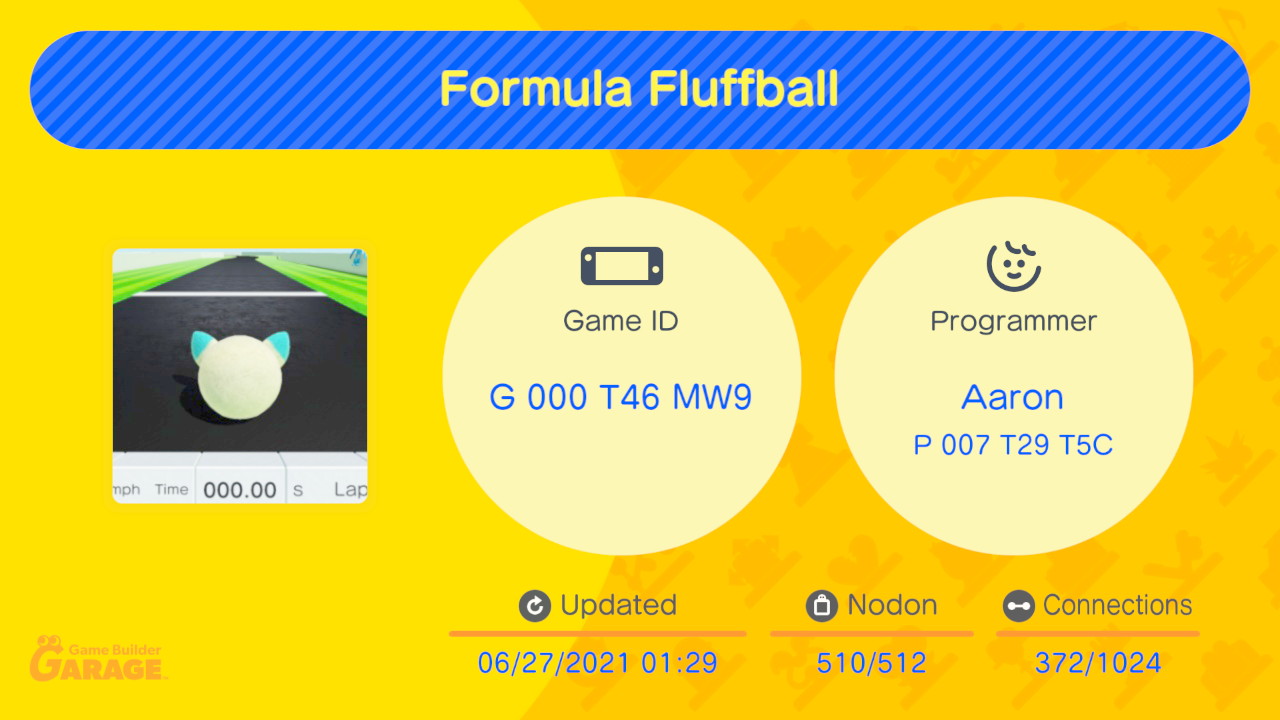 Formula Fluffball
Game ID
G 000 T46 MW9
Programmer
Aaron
P 007 T29 T5C
mph Time 000.00 s Lap
Updated
06/27/2021 01:29
Nodon
510/512
Connections
372/1024
Game Builder
GARAGE